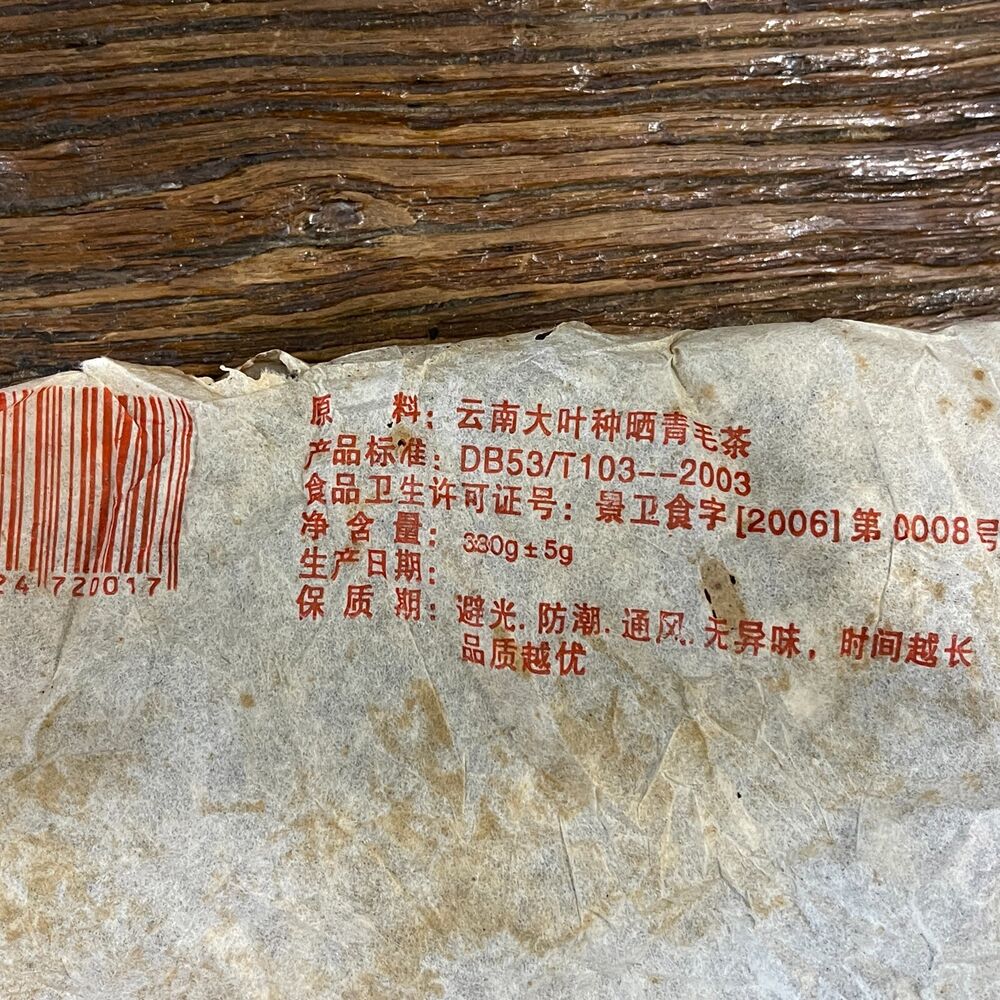 原 料：云南大叶种晒青毛茶
产品标准：DB53/T103--2003
食品卫生许可证号：景卫食字[2006]第0008号
净 含 量：380g±5g
生产日期：
保 质 期：避光.防潮.通风.无异味，时间越长
品质越优
24 720017